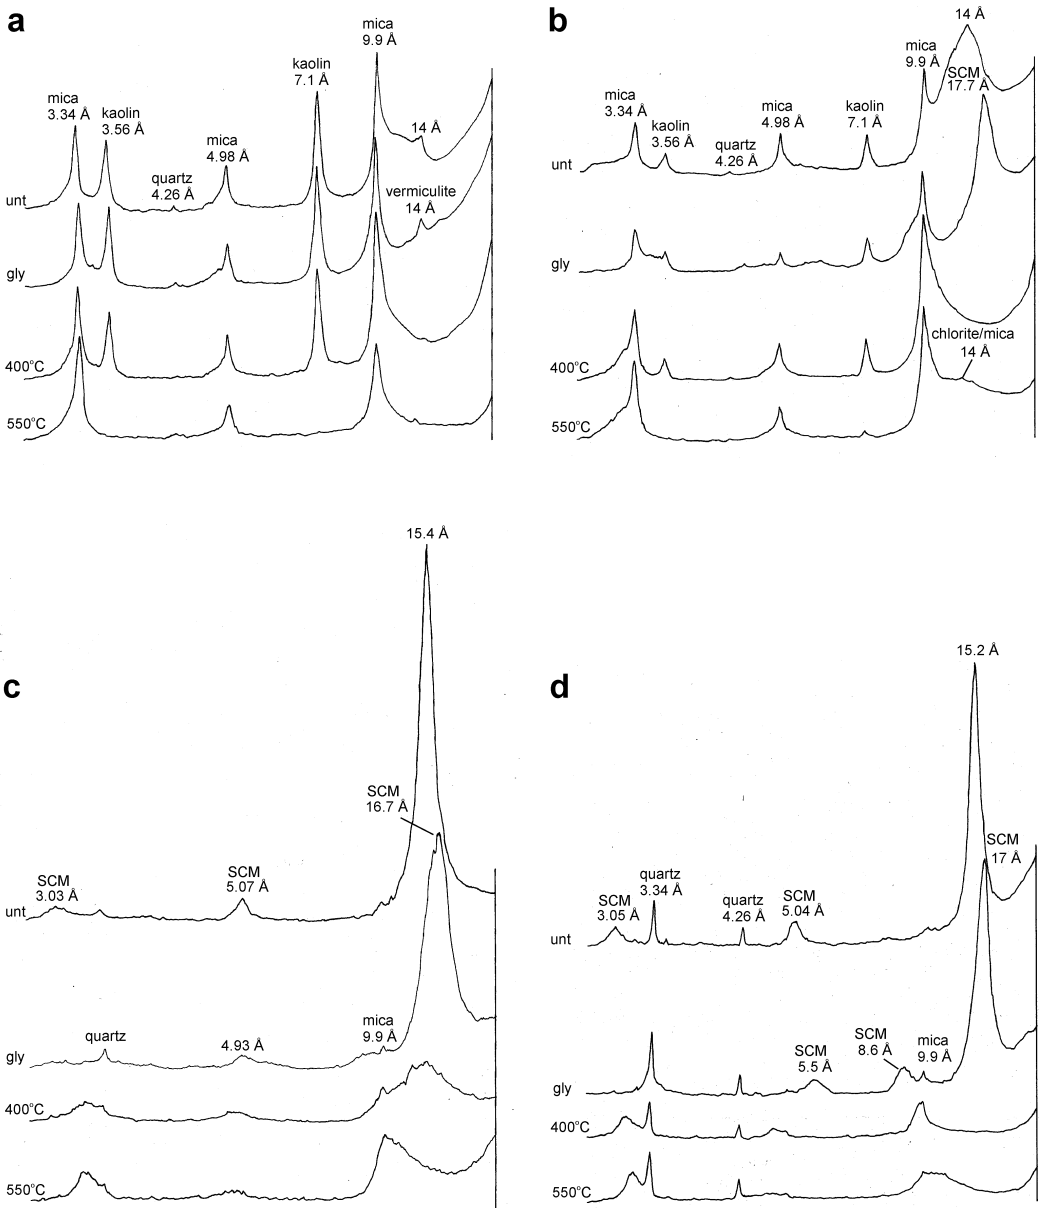 a
mica
9.9 Å
kaolin
7.1 Å
mica
3.34 Å
kaolin
3.56 Å
mica
4.98 Å
14 Å
quartz
4.26 Å
vermiculite
14 Å
unt
gly
400°C
550°C
b
14 Å
mica
9.9 Å
SCM
17.7 Å
mica
3.34 Å
kaolin
3.56 Å
quartz
4.26 Å
mica
4.98 Å
kaolin
7.1 Å
unt
gly
chlorite/mica
14 Å
400°C
550°C
c
15.4 Å
SCM
16.7 Å
SCM
3.03 Å
SCM
5.07 Å
unt
quartz
4.93 Å
mica
9.9 Å
gly
400°C
550°C
d
15.2 Å
SCM
17 Å
SCM
3.05 Å
quartz
3.34 Å
quartz
4.26 Å
SCM
5.04 Å
unt
SCM
5.5 Å
SCM
8.6 Å
mica
9.9 Å
gly
400°C
550°C